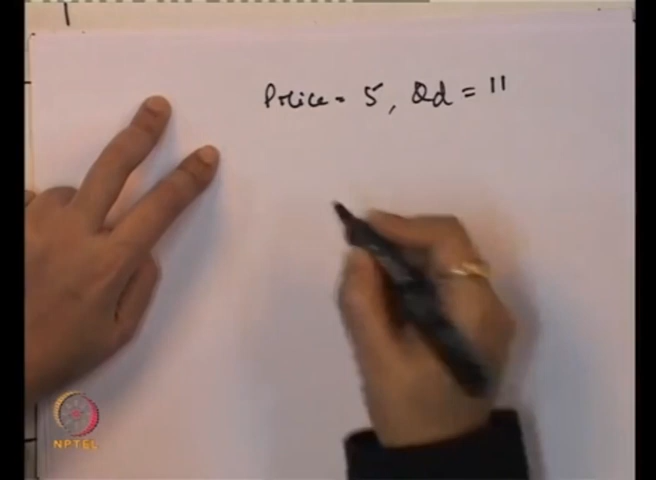 Price = 5, Qd = 11
NPTEL